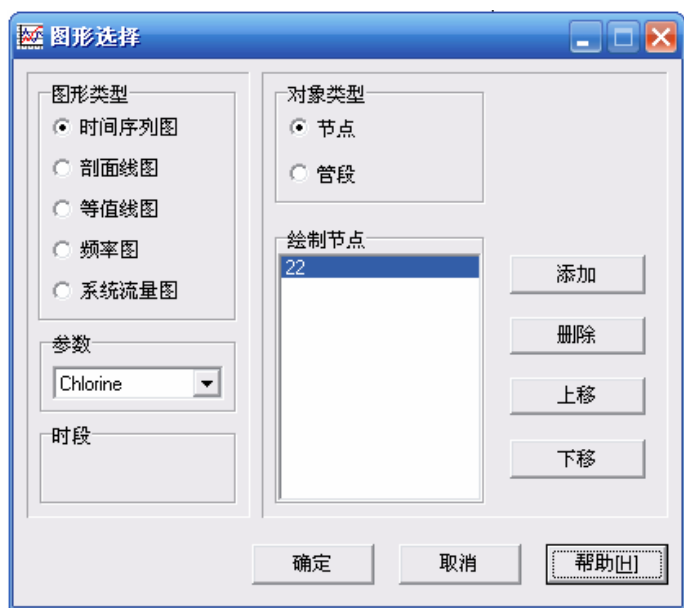 图形选择
图形类型
时间序列图
剖面线图
等值线图
频率图
系统流量图
参数
Chlorine
时段
对象类型
节点
管段
绘制节点
22
添加
删除
上移
下移
确定
取消
帮助[H]